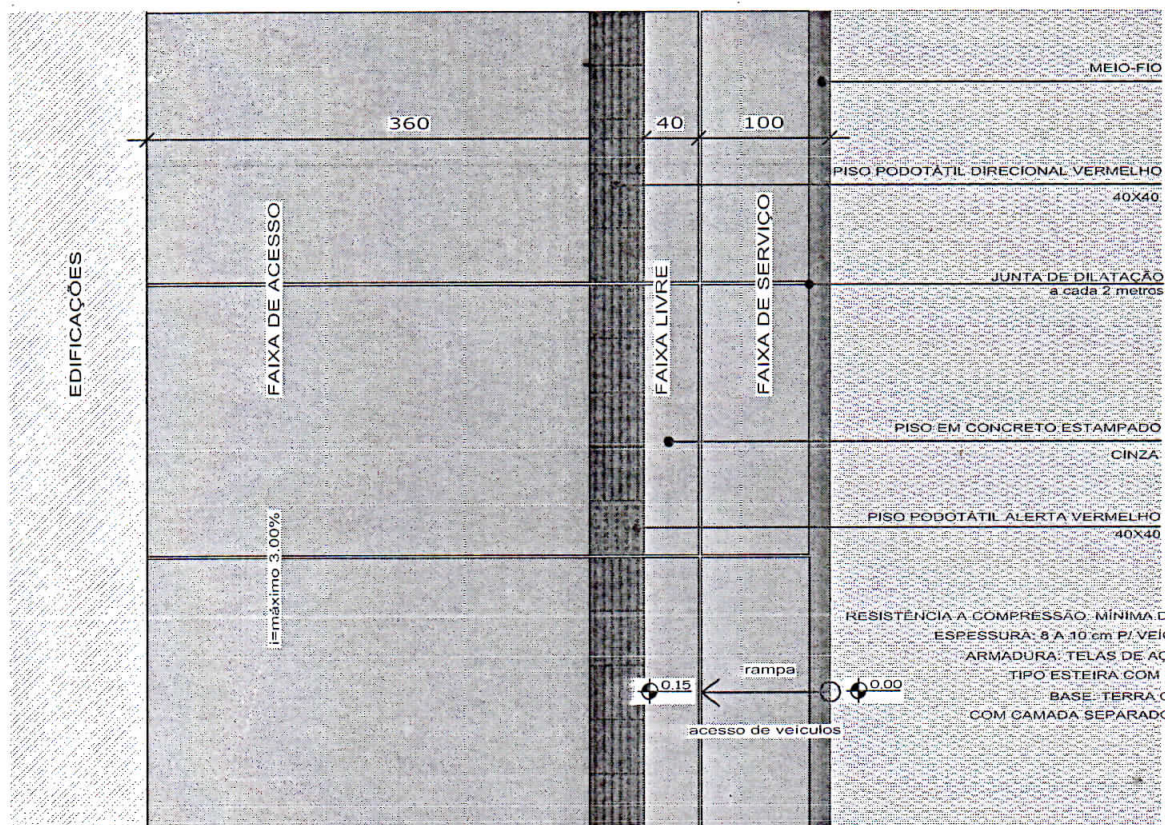 MEIO-FIO
360
40
100
PISO PODOTÁTIL DIRECIONAL VERMELHO
40X40
EDIFICAÇÕES
FAIXA DE ACESSO
FAIXA LIVRE
FAIXA DE SERVIÇO
JUNTA DE DILATAÇÃO
a cada 2 metros
PISO EM CONCRETO ESTAMPADO
CINZA
PISO PODOTÁTIL ALERTA VERMELHO
40X40
i=máximo 3.00%
RESISTÊNCIA A COMPRESSÃO: MÍNIMA D
ESPESSURA: 8 A 10 cm P/ VEÍC
ARMADURA: TELAS DE AÇ
TIPO ESTEIRA COM
BASE: TERRA C
COM CAMADA SEPARADO
rampa
0.15
0.00
acesso de veículos